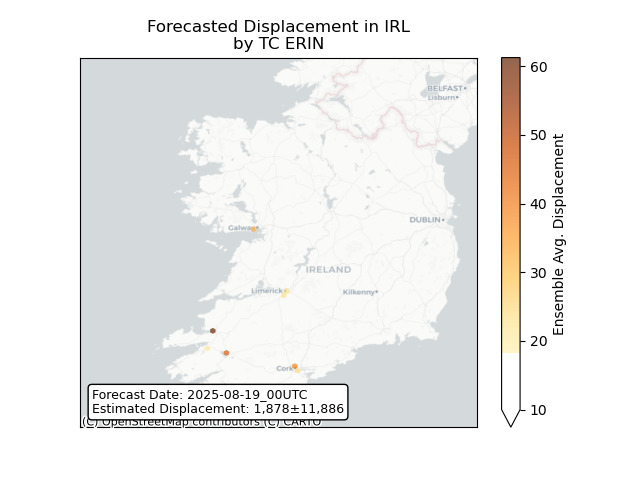 Forecasted Displacement in IRL
by TC ERIN
BELFAST
Lisburn
DUBLIN
Galway
IRELAND
Limerick
Kilkenny
Cork
Forecast Date: 2025-08-19_00UTC
Estimated Displacement: 1,878±11,886
(C) OpenStreetMap contributors (C) CARTO
60
50
40
30
20
10
Ensemble Avg. Displacement